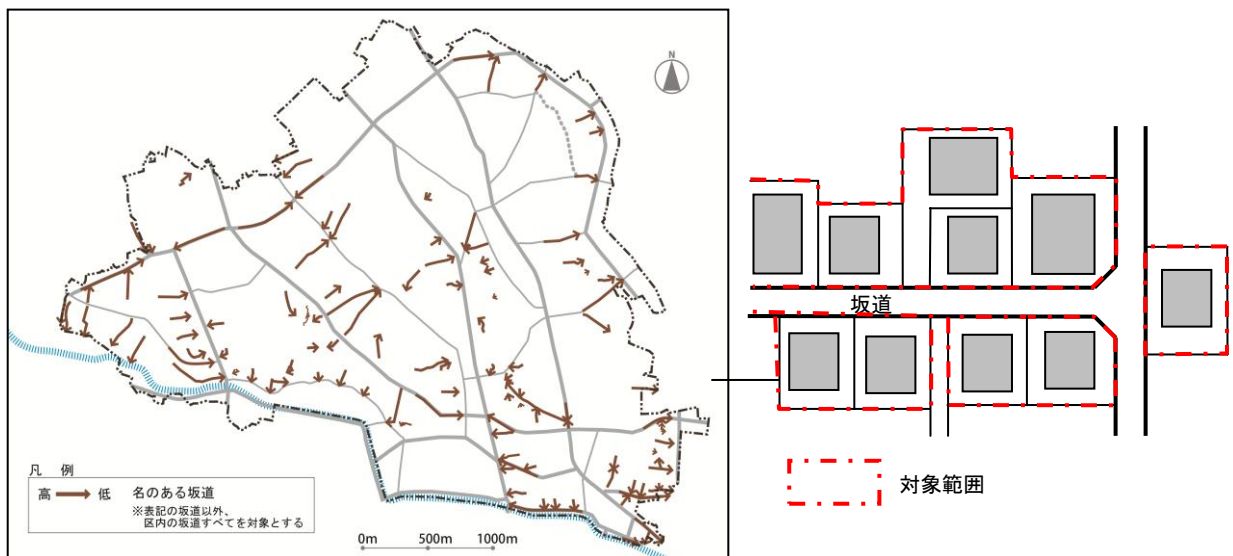 N
坂道
対象範囲
凡 例
高 低 名のある坂道
※表記の坂道以外、
区内の坂道すべてを対象とする
0m 500m 1000m